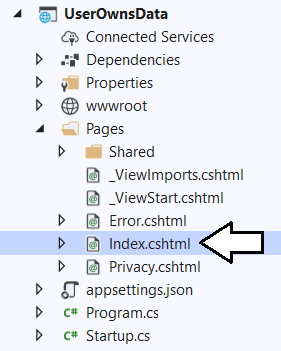 UserOwnsData
Connected Services
Dependencies
Properties
wwwroot
Pages
Shared
_ViewImports.cshtml
_ViewStart.cshtml
Error.cshtml
Index.cshtml
Privacy.cshtml
appsettings.json
C# Program.cs
C# Startup.cs